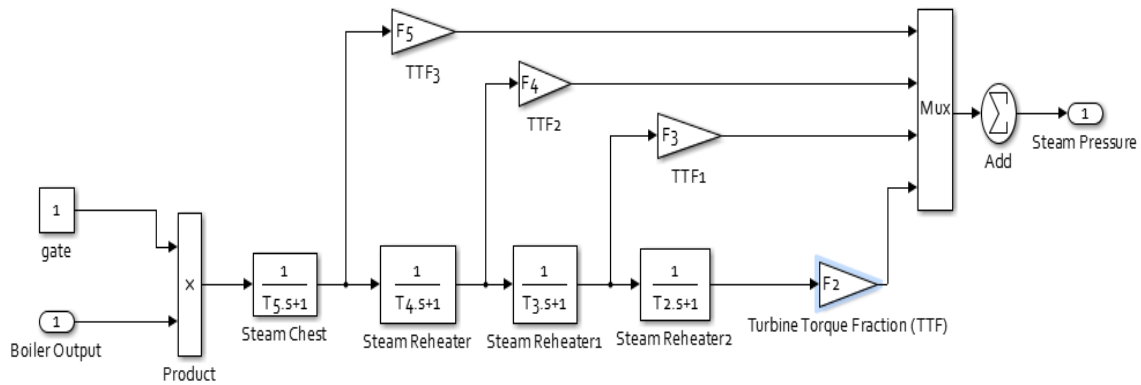 F5
TTF3
F4
TTF2
F3
TTF1
Mux
Add
1
Steam Pressure
1
gate
1
Boiler Output
x
Product
1
T5.s+1
Steam Chest
1
T4.s+1
Steam Reheater
1
T3.s+1
Steam Reheater1
1
T2.s+1
Steam Reheater2
F2
Turbine Torque Fraction (TTF)